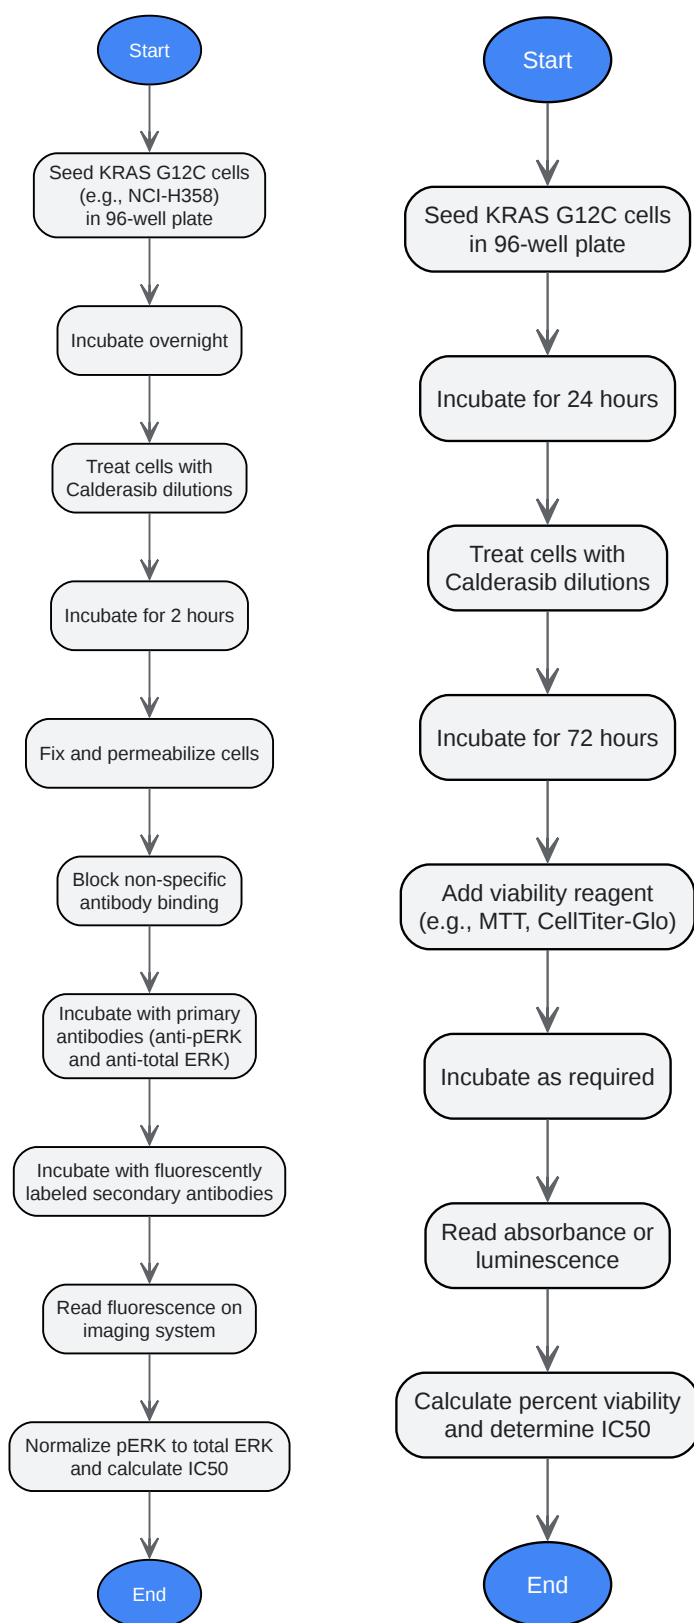 Start
Seed KRAS G12C cells
(e.g., NCI-H358)
in 96-well plate
Incubate overnight
Treat cells with
Calderasib dilutions
Incubate for 2 hours
Fix and permeabilize cells
Block non-specific
antibody binding
Incubate with primary
antibodies (anti-pERK
and anti-total ERK)
Incubate with fluorescently
labeled secondary antibodies
Read fluorescence on
imaging system
Normalize pERK to total ERK
and calculate IC50
End
Start
Seed KRAS G12C cells
in 96-well plate
Incubate for 24 hours
Treat cells with
Calderasib dilutions
Incubate for 72 hours
Add viability reagent
(e.g., MTT, CellTiter-Glo)
Incubate as required
Read absorbance or
luminescence
Calculate percent viability
and determine IC50
End